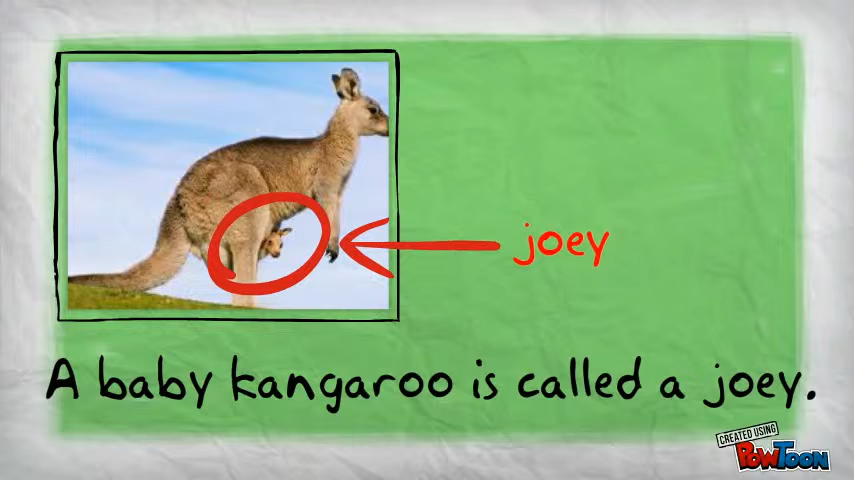 joey
A baby kangaroo is called a joey.
CREATED USING
POWTOON